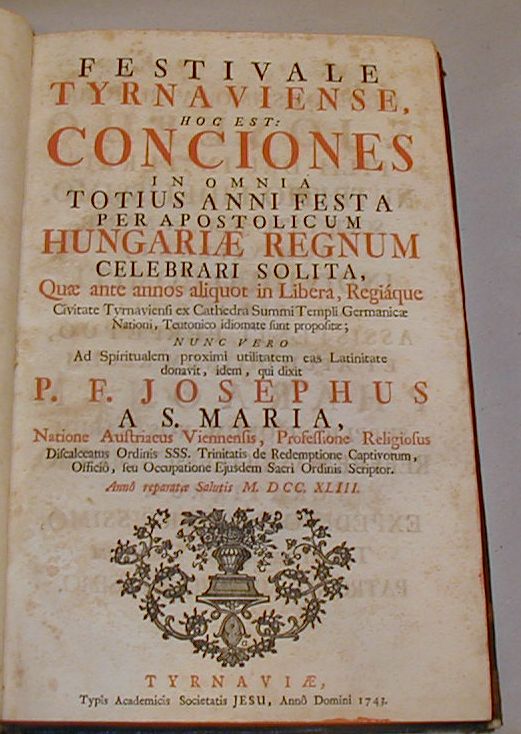 FESTIVALE
TYRNAVIENSE,
HOC EST:
CONCIONES
IN OMNIA
TOTIUS ANNI FESTA
PER APOSTOLICUM
HUNGARIÆ REGNUM
CELEBRARI SOLITA,
Quæ ante annos aliquot in Libera, Regiáque
Civitate Tyrnaviensi ex Cathedra Summi Templi Germanicæ
Nationi, Teutonico idiomate sunt propositæ;
NUNC VERO
Ad Spiritualem proximi utilitatem eas Latinitate
donavit, idem, qui dixit
P. F. JOSEPHUS
A S. MARIA,
Natione Austriacus Viennensis, Professione Religiosus
Discalceatus Ordinis SSS. Trinitatis de Redemptione Captivorum,
Officiô, seu Occupatione Ejusdem Sacri Ordinis Scriptor.
Annô reparatæ Salutis M. DCC. XLIII.
TYRNAVIÆ,
Typis Academicis Societatis JESU, Annô Domini 1743.